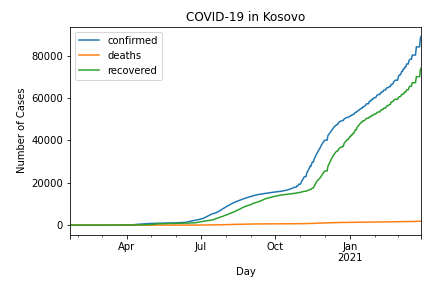 COVID-19 in Kosovo
confirmed
deaths
recovered
Number of Cases
80000
60000
40000
20000
0
Apr
Jul
Oct
Jan
2021
Day